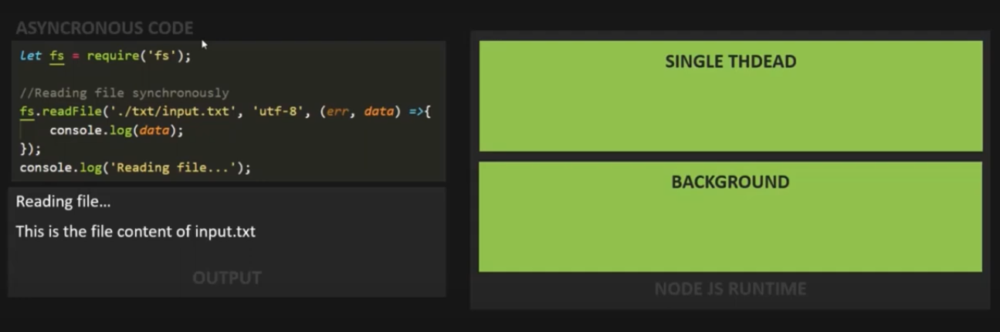 ASYNCRONOUS CODE
let fs = require('fs');
//Reading file synchronously
fs.readFile('./txt/input.txt', 'utf-8', (err, data) =>{
    console.log(data);
});
console.log('Reading file...');
Reading file...
This is the file content of input.txt
OUTPUT
SINGLE THDEAD
BACKGROUND
NODE JS RUNTIME